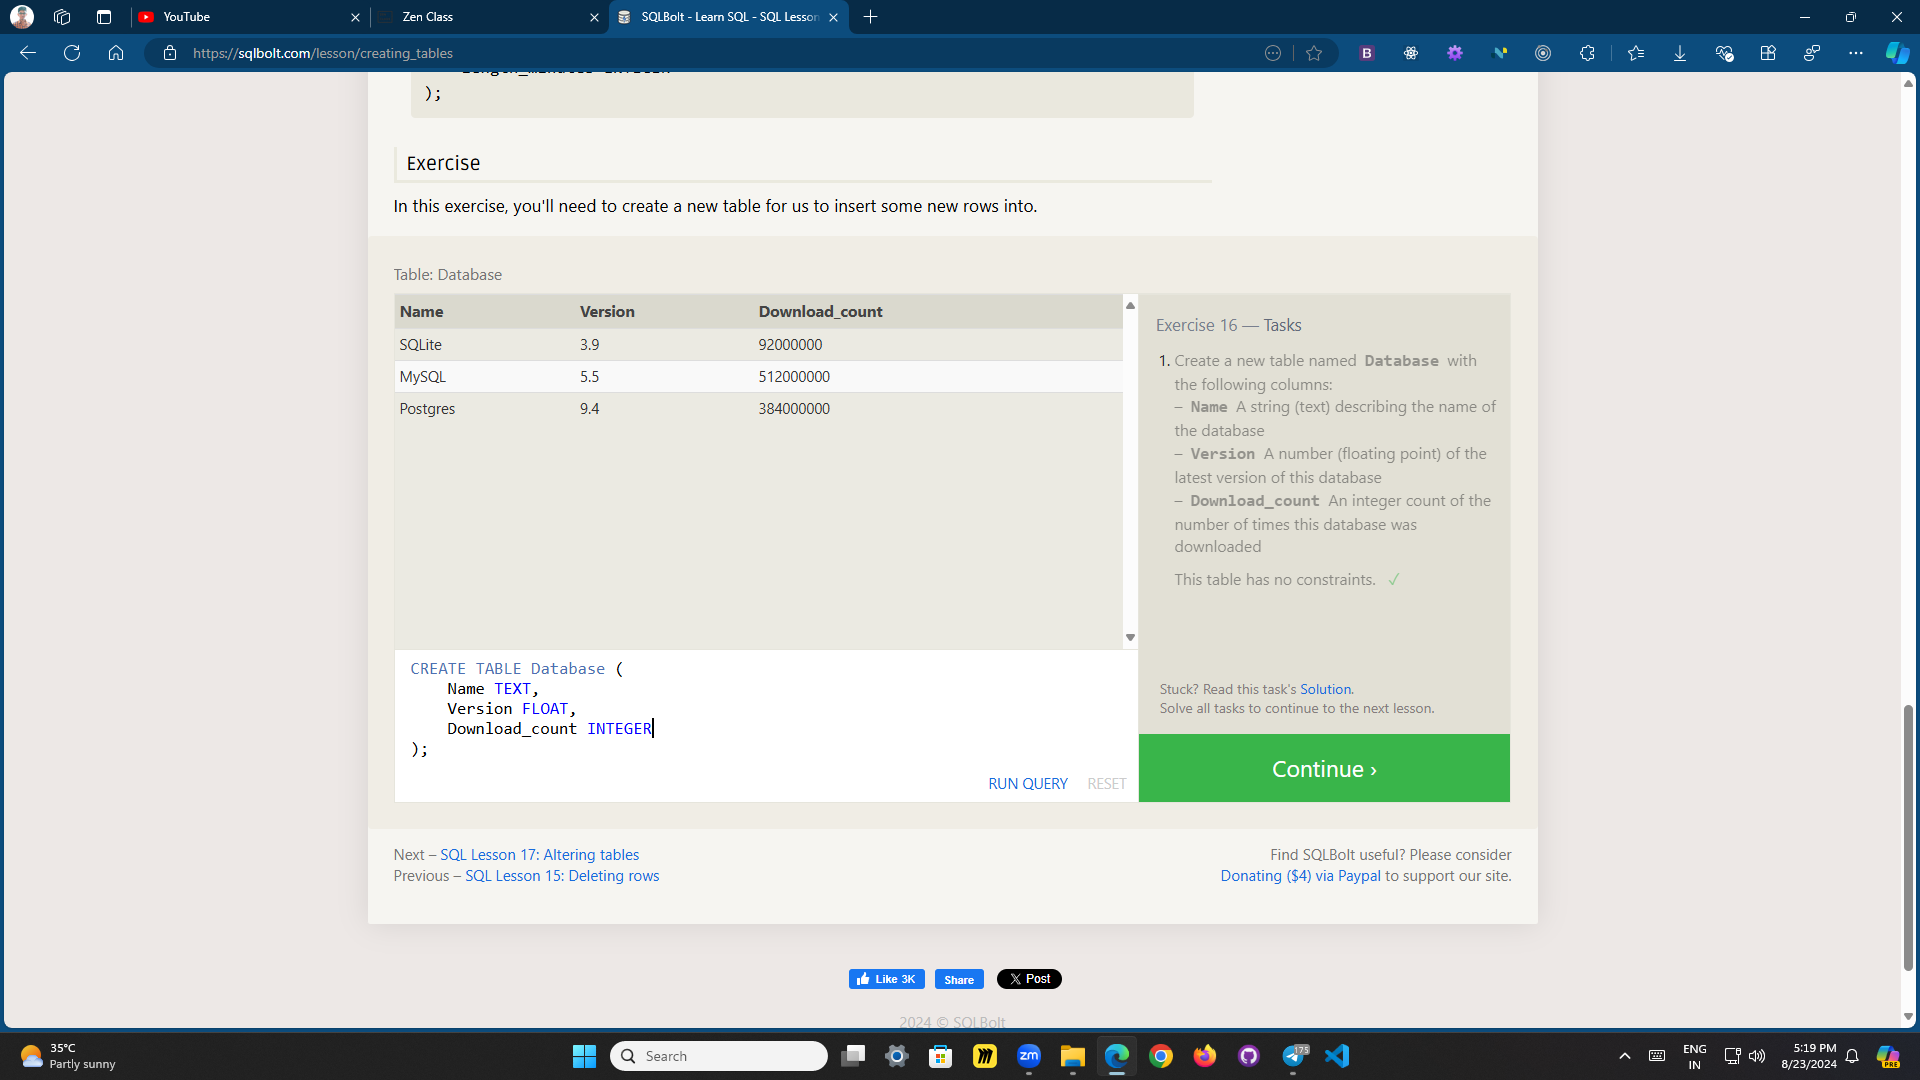 YouTube
Zen Class
SQLBolt - Learn SQL - SQL Lesson
https://sqlbolt.com/lesson/creating_tables
);
Exercise
In this exercise, you'll need to create a new table for us to insert some new rows into.
Table: Database
Name Version Download_count
SQLite 3.9 92000000
MySQL 5.5 512000000
Postgres 9.4 384000000
Exercise 16 — Tasks
1. Create a new table named Database with
the following columns:
– Name A string (text) describing the name of
the database
– Version A number (floating point) of the
latest version of this database
– Download_count An integer count of the
number of times this database was
downloaded
This table has no constraints. ✓
CREATE TABLE Database (
Name TEXT,
Version FLOAT,
Download_count INTEGER
);
RUN QUERY RESET
Stuck? Read this task's Solution.
Solve all tasks to continue to the next lesson.
Continue ›
Next – SQL Lesson 17: Altering tables
Previous – SQL Lesson 15: Deleting rows
Find SQLBolt useful? Please consider
Donating ($4) via Paypal to support our site.
Like 3K
Share
X Post
2024 © SQLBolt
35°C
Partly sunny
Search
zm
175
ENG
IN
5:19 PM
8/23/2024
PRE